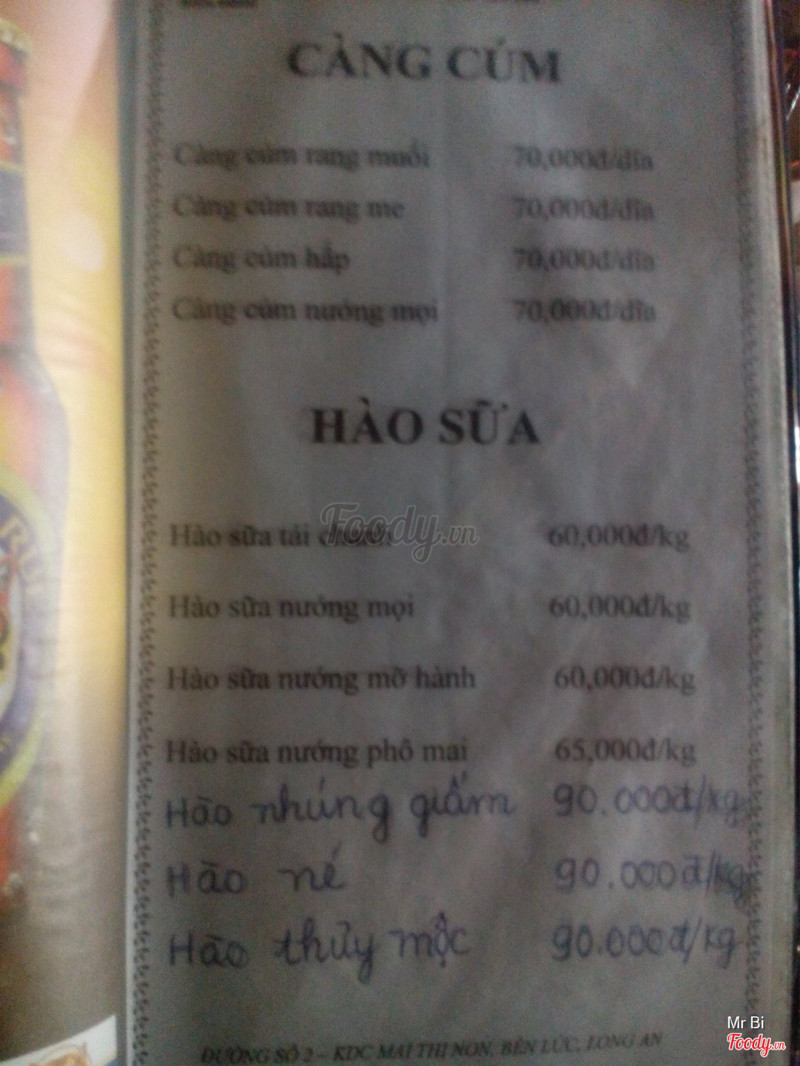 CÀNG CÚM
Càng cúm rang muối 70,000đ/dĩa
Càng cúm rang me 70,000đ/dĩa
Càng cúm hấp 70,000đ/dĩa
Càng cúm nướng mọi 70,000đ/dĩa
HÀO SỮA
Foody.vn
Hào sữa tái 60,000đ/kg
Hào sữa nướng mọi 60,000đ/kg
Hào sữa nướng mỡ hành 60,000đ/kg
Hào sữa nướng phô mai 65,000đ/kg
Hào nhúng giấm 90.000đ/kg
Hào né 90.000đ/kg
Hào thủy mộc 90.000đ/kg
ĐƯỜNG SỐ 2 – KDC MAI THỊ NON, BẾN LỨC, LONG AN
Mr Bi
Foody.vn